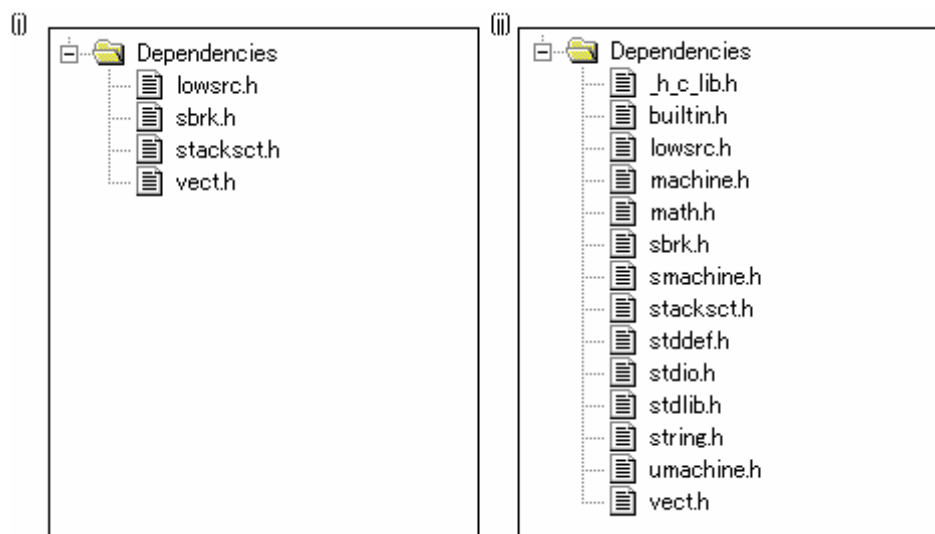 (i)
Dependencies
lowsrc.h
sbrk.h
stacksct.h
vect.h
(ii)
Dependencies
_h_c_lib.h
builtin.h
lowsrc.h
machine.h
math.h
sbrk.h
smachine.h
stacksct.h
stddef.h
stdio.h
stdlib.h
string.h
umachine.h
vect.h